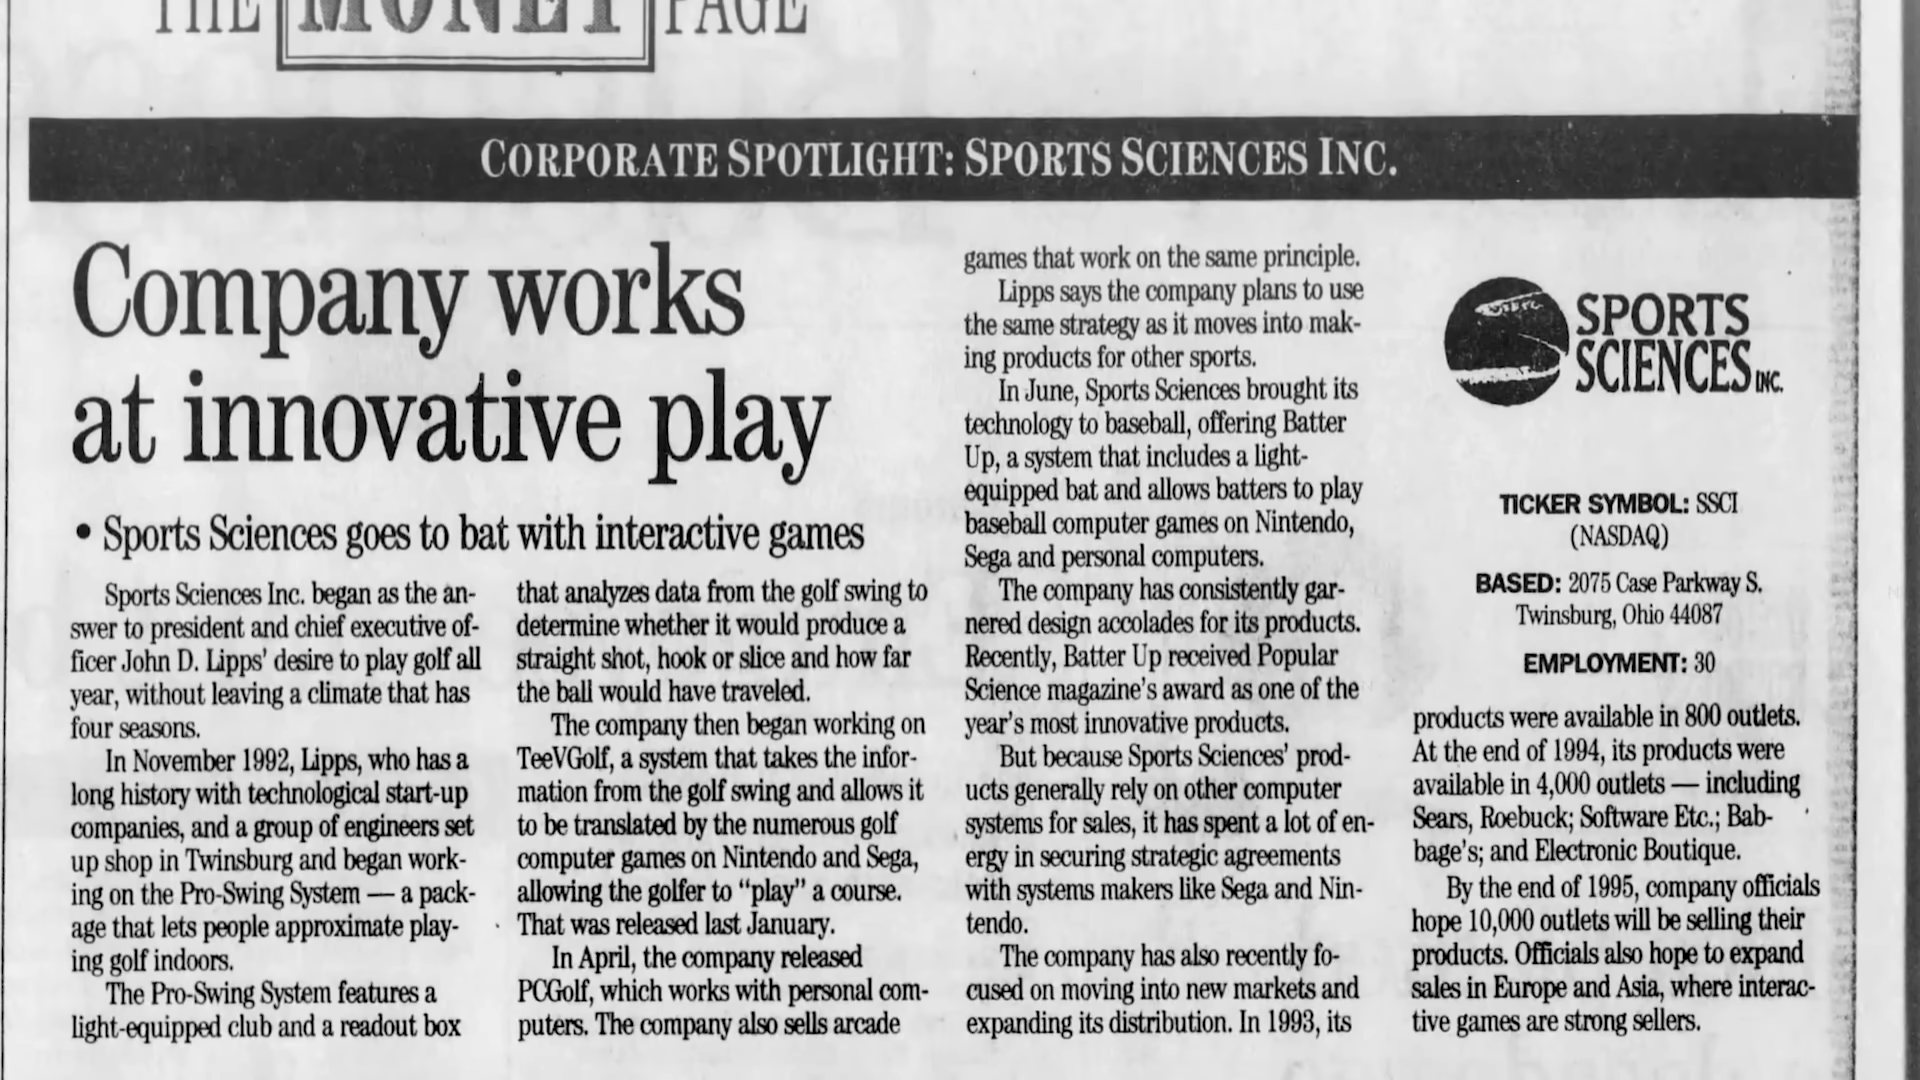 THE MONEY PAGE
CORPORATE SPOTLIGHT: SPORTS SCIENCES INC.
Company works
at innovative play
• Sports Sciences goes to bat with interactive games
Sports Sciences Inc. began as the an-
swer to president and chief executive of-
ficer John D. Lipps' desire to play golf all
year, without leaving a climate that has
four seasons.
In November 1992, Lipps, who has a
long history with technological start-up
companies, and a group of engineers set
up shop in Twinsburg and began work-
ing on the Pro-Swing System — a pack-
age that lets people approximate play-
ing golf indoors.
The Pro-Swing System features a
light-equipped club and a readout box
that analyzes data from the golf swing to
determine whether it would produce a
straight shot, hook or slice and how far
the ball would have traveled.
The company then began working on
TeeVGolf, a system that takes the infor-
mation from the golf swing and allows it
to be translated by the numerous golf
computer games on Nintendo and Sega,
allowing the golfer to “play” a course.
That was released last January.
In April, the company released
PCGolf, which works with personal com-
puters. The company also sells arcade
games that work on the same principle.
Lipps says the company plans to use
the same strategy as it moves into mak-
ing products for other sports.
In June, Sports Sciences brought its
technology to baseball, offering Batter
Up, a system that includes a light-
equipped bat and allows batters to play
baseball computer games on Nintendo,
Sega and personal computers.
The company has consistently gar-
nered design accolades for its products.
Recently, Batter Up received Popular
Science magazine's award as one of the
year's most innovative products.
But because Sports Sciences' prod-
ucts generally rely on other computer
systems for sales, it has spent a lot of en-
ergy in securing strategic agreements
with systems makers like Sega and Nin-
tendo.
The company has also recently fo-
cused on moving into new markets and
expanding its distribution. In 1993, its
SPORTS
SCIENCES INC.
TICKER SYMBOL: SSCI
(NASDAQ)
BASED: 2075 Case Parkway S.
Twinsburg, Ohio 44087
EMPLOYMENT: 30
products were available in 800 outlets.
At the end of 1994, its products were
available in 4,000 outlets — including
Sears, Roebuck; Software Etc.; Bab-
bage's; and Electronic Boutique.
By the end of 1995, company officials
hope 10,000 outlets will be selling their
products. Officials also hope to expand
sales in Europe and Asia, where interac-
tive games are strong sellers.